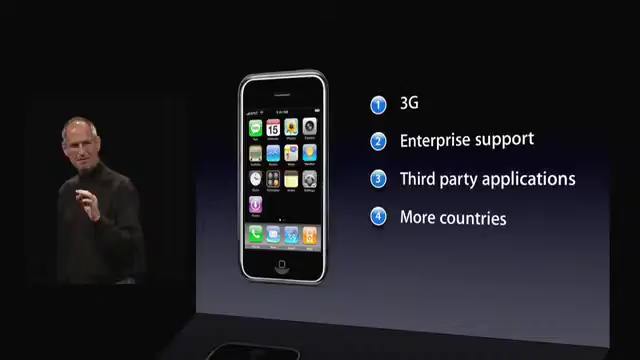 1 3G
2 Enterprise support
3 Third party applications
4 More countries